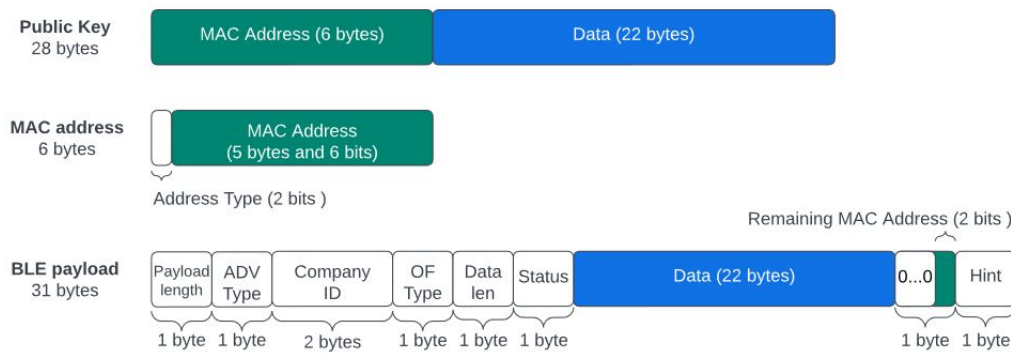 Public Key
28 bytes
MAC Address (6 bytes)
Data (22 bytes)
MAC address
6 bytes
MAC Address
(5 bytes and 6 bits)
Address Type (2 bits )
Remaining MAC Address (2 bits )
BLE payload
31 bytes
Payload
length
ADV
Type
Company
ID
OF
Type
Data
len
Status
Data (22 bytes)
0...0
Hint
1 byte
1 byte
2 bytes
1 byte
1 byte
1 byte
1 byte
1 byte